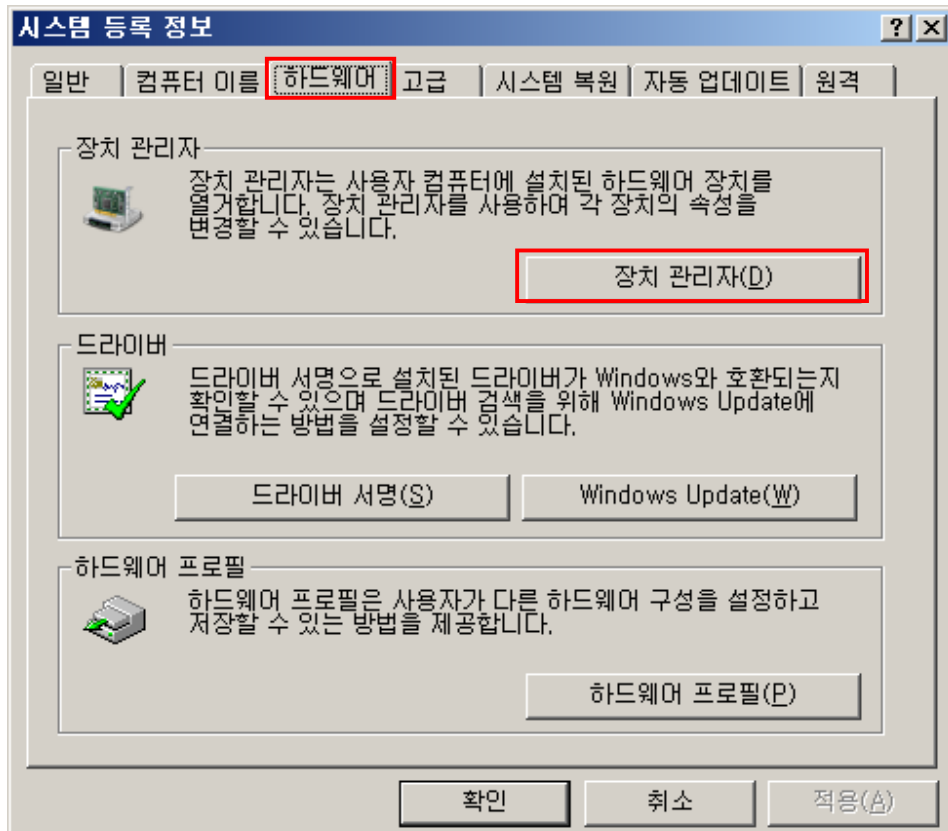 시스템 등록 정보
일반 컴퓨터 이름 하드웨어 고급 시스템 복원 자동 업데이트 원격
장치 관리자
장치 관리자는 사용자 컴퓨터에 설치된 하드웨어 장치를
열거합니다. 장치 관리자를 사용하여 각 장치의 속성을
변경할 수 있습니다.
장치 관리자(D)
드라이버
드라이버 서명으로 설치된 드라이버가 Windows와 호환되는지
확인할 수 있으며 드라이버 검색을 위해 Windows Update에
연결하는 방법을 설정할 수 있습니다.
드라이버 서명(S) Windows Update(W)
하드웨어 프로필
하드웨어 프로필은 사용자가 다른 하드웨어 구성을 설정하고
저장할 수 있는 방법을 제공합니다.
하드웨어 프로필(P)
확인 취소 적용(A)